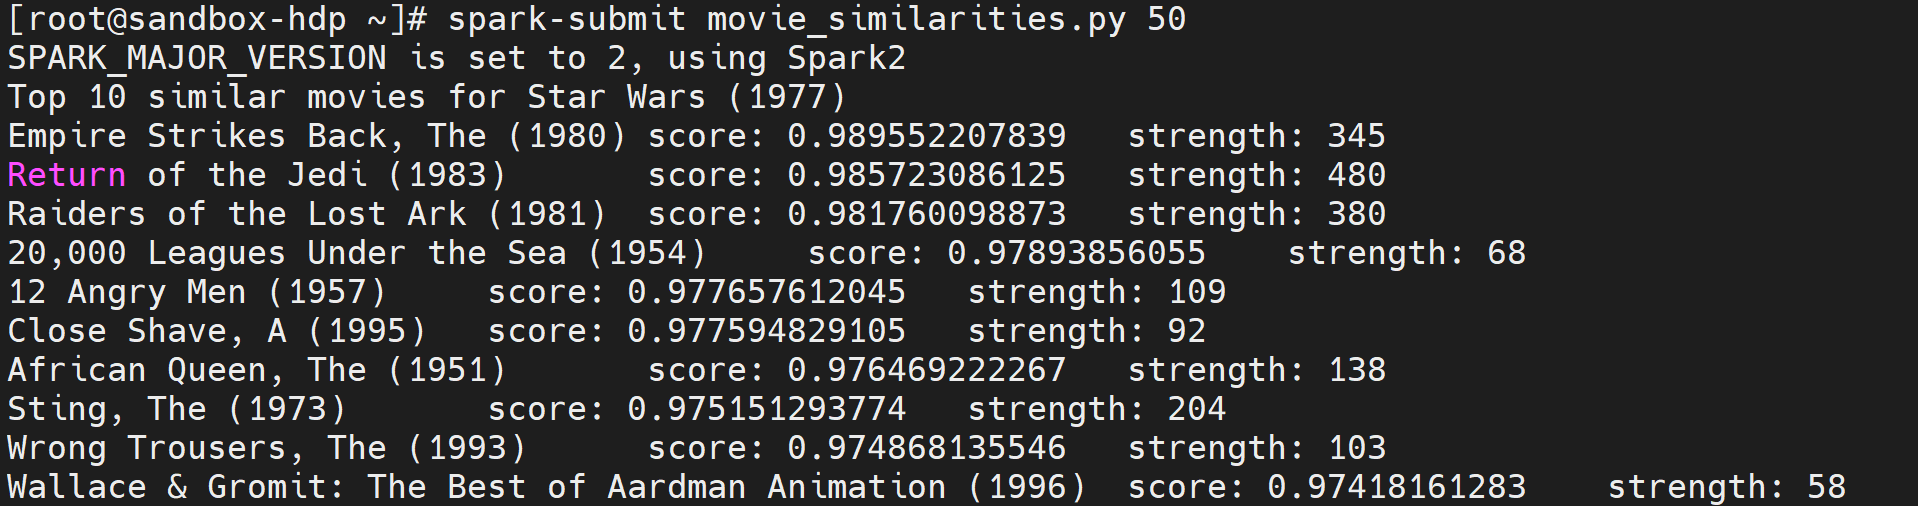 [root@sandbox-hdp ~]# spark-submit movie_similarities.py 50
SPARK_MAJOR_VERSION is set to 2, using Spark2
Top 10 similar movies for Star Wars (1977)
Empire Strikes Back, The (1980) score: 0.989552207839   strength: 345
Return of the Jedi (1983)       score: 0.985723086125   strength: 480
Raiders of the Lost Ark (1981)  score: 0.981760098873   strength: 380
20,000 Leagues Under the Sea (1954)     score: 0.97893856055    strength: 68
12 Angry Men (1957)     score: 0.977657612045   strength: 109
Close Shave, A (1995)   score: 0.977594829105   strength: 92
African Queen, The (1951)       score: 0.976469222267   strength: 138
Sting, The (1973)       score: 0.975151293774   strength: 204
Wrong Trousers, The (1993)      score: 0.974868135546   strength: 103
Wallace & Gromit: The Best of Aardman Animation (1996)  score: 0.97418161283    strength: 58